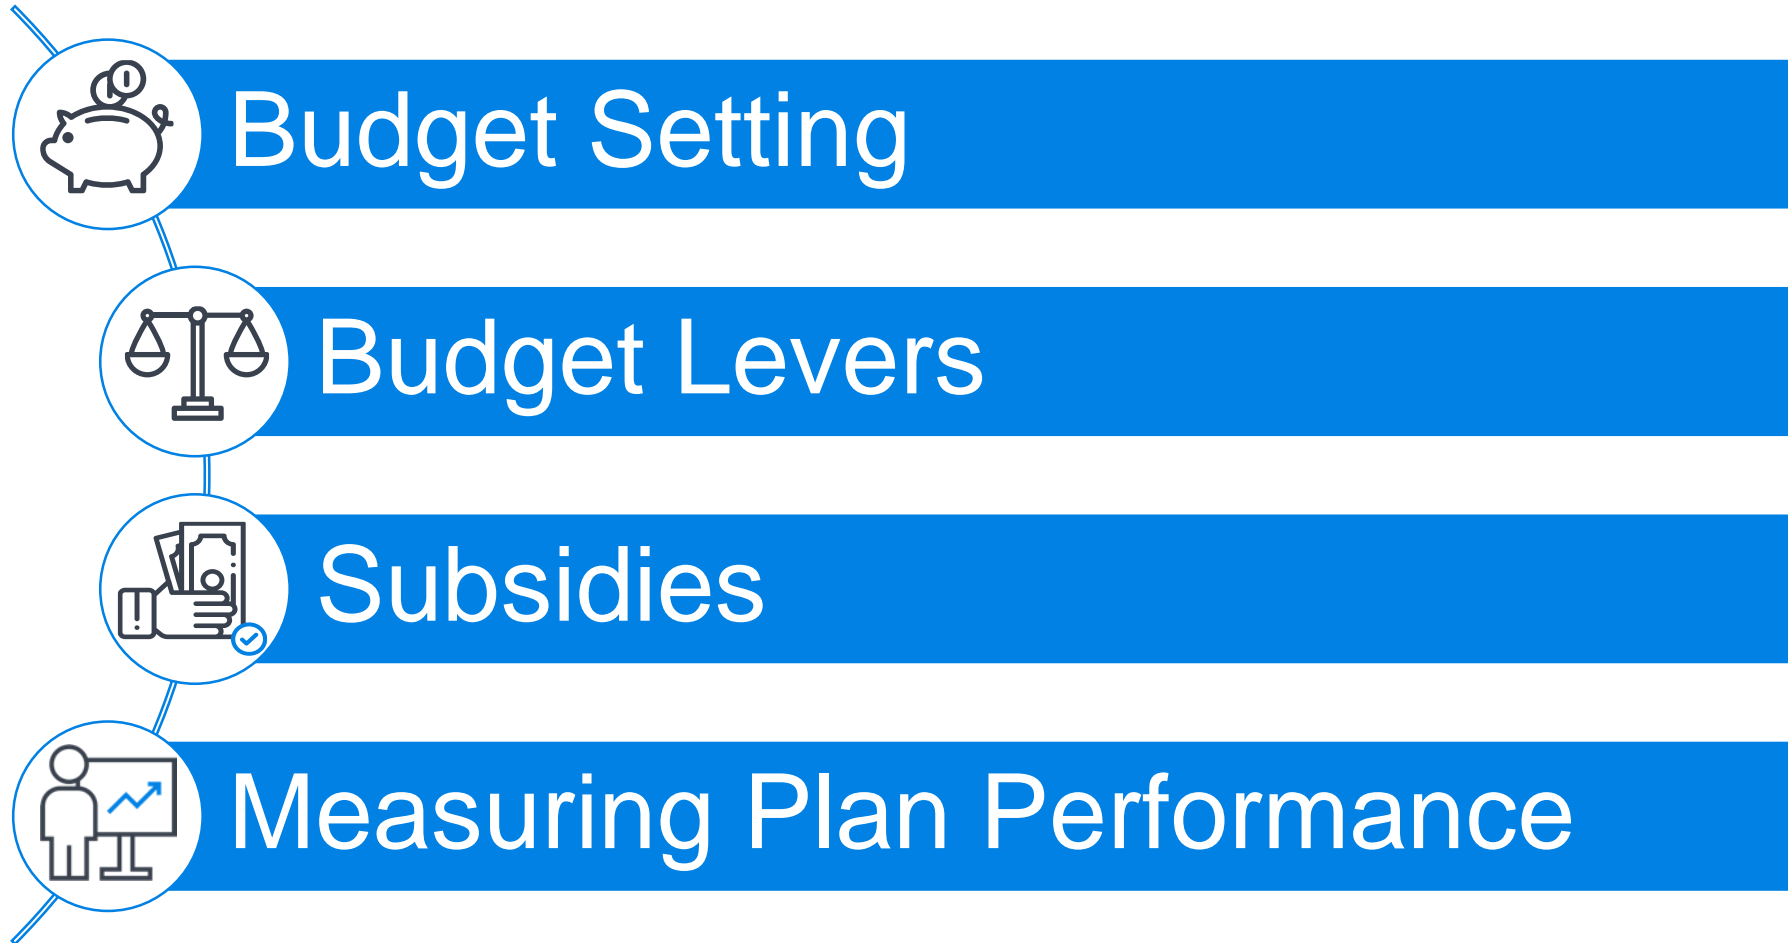 Budget Setting
Budget Levers
Subsidies
Measuring Plan Performance